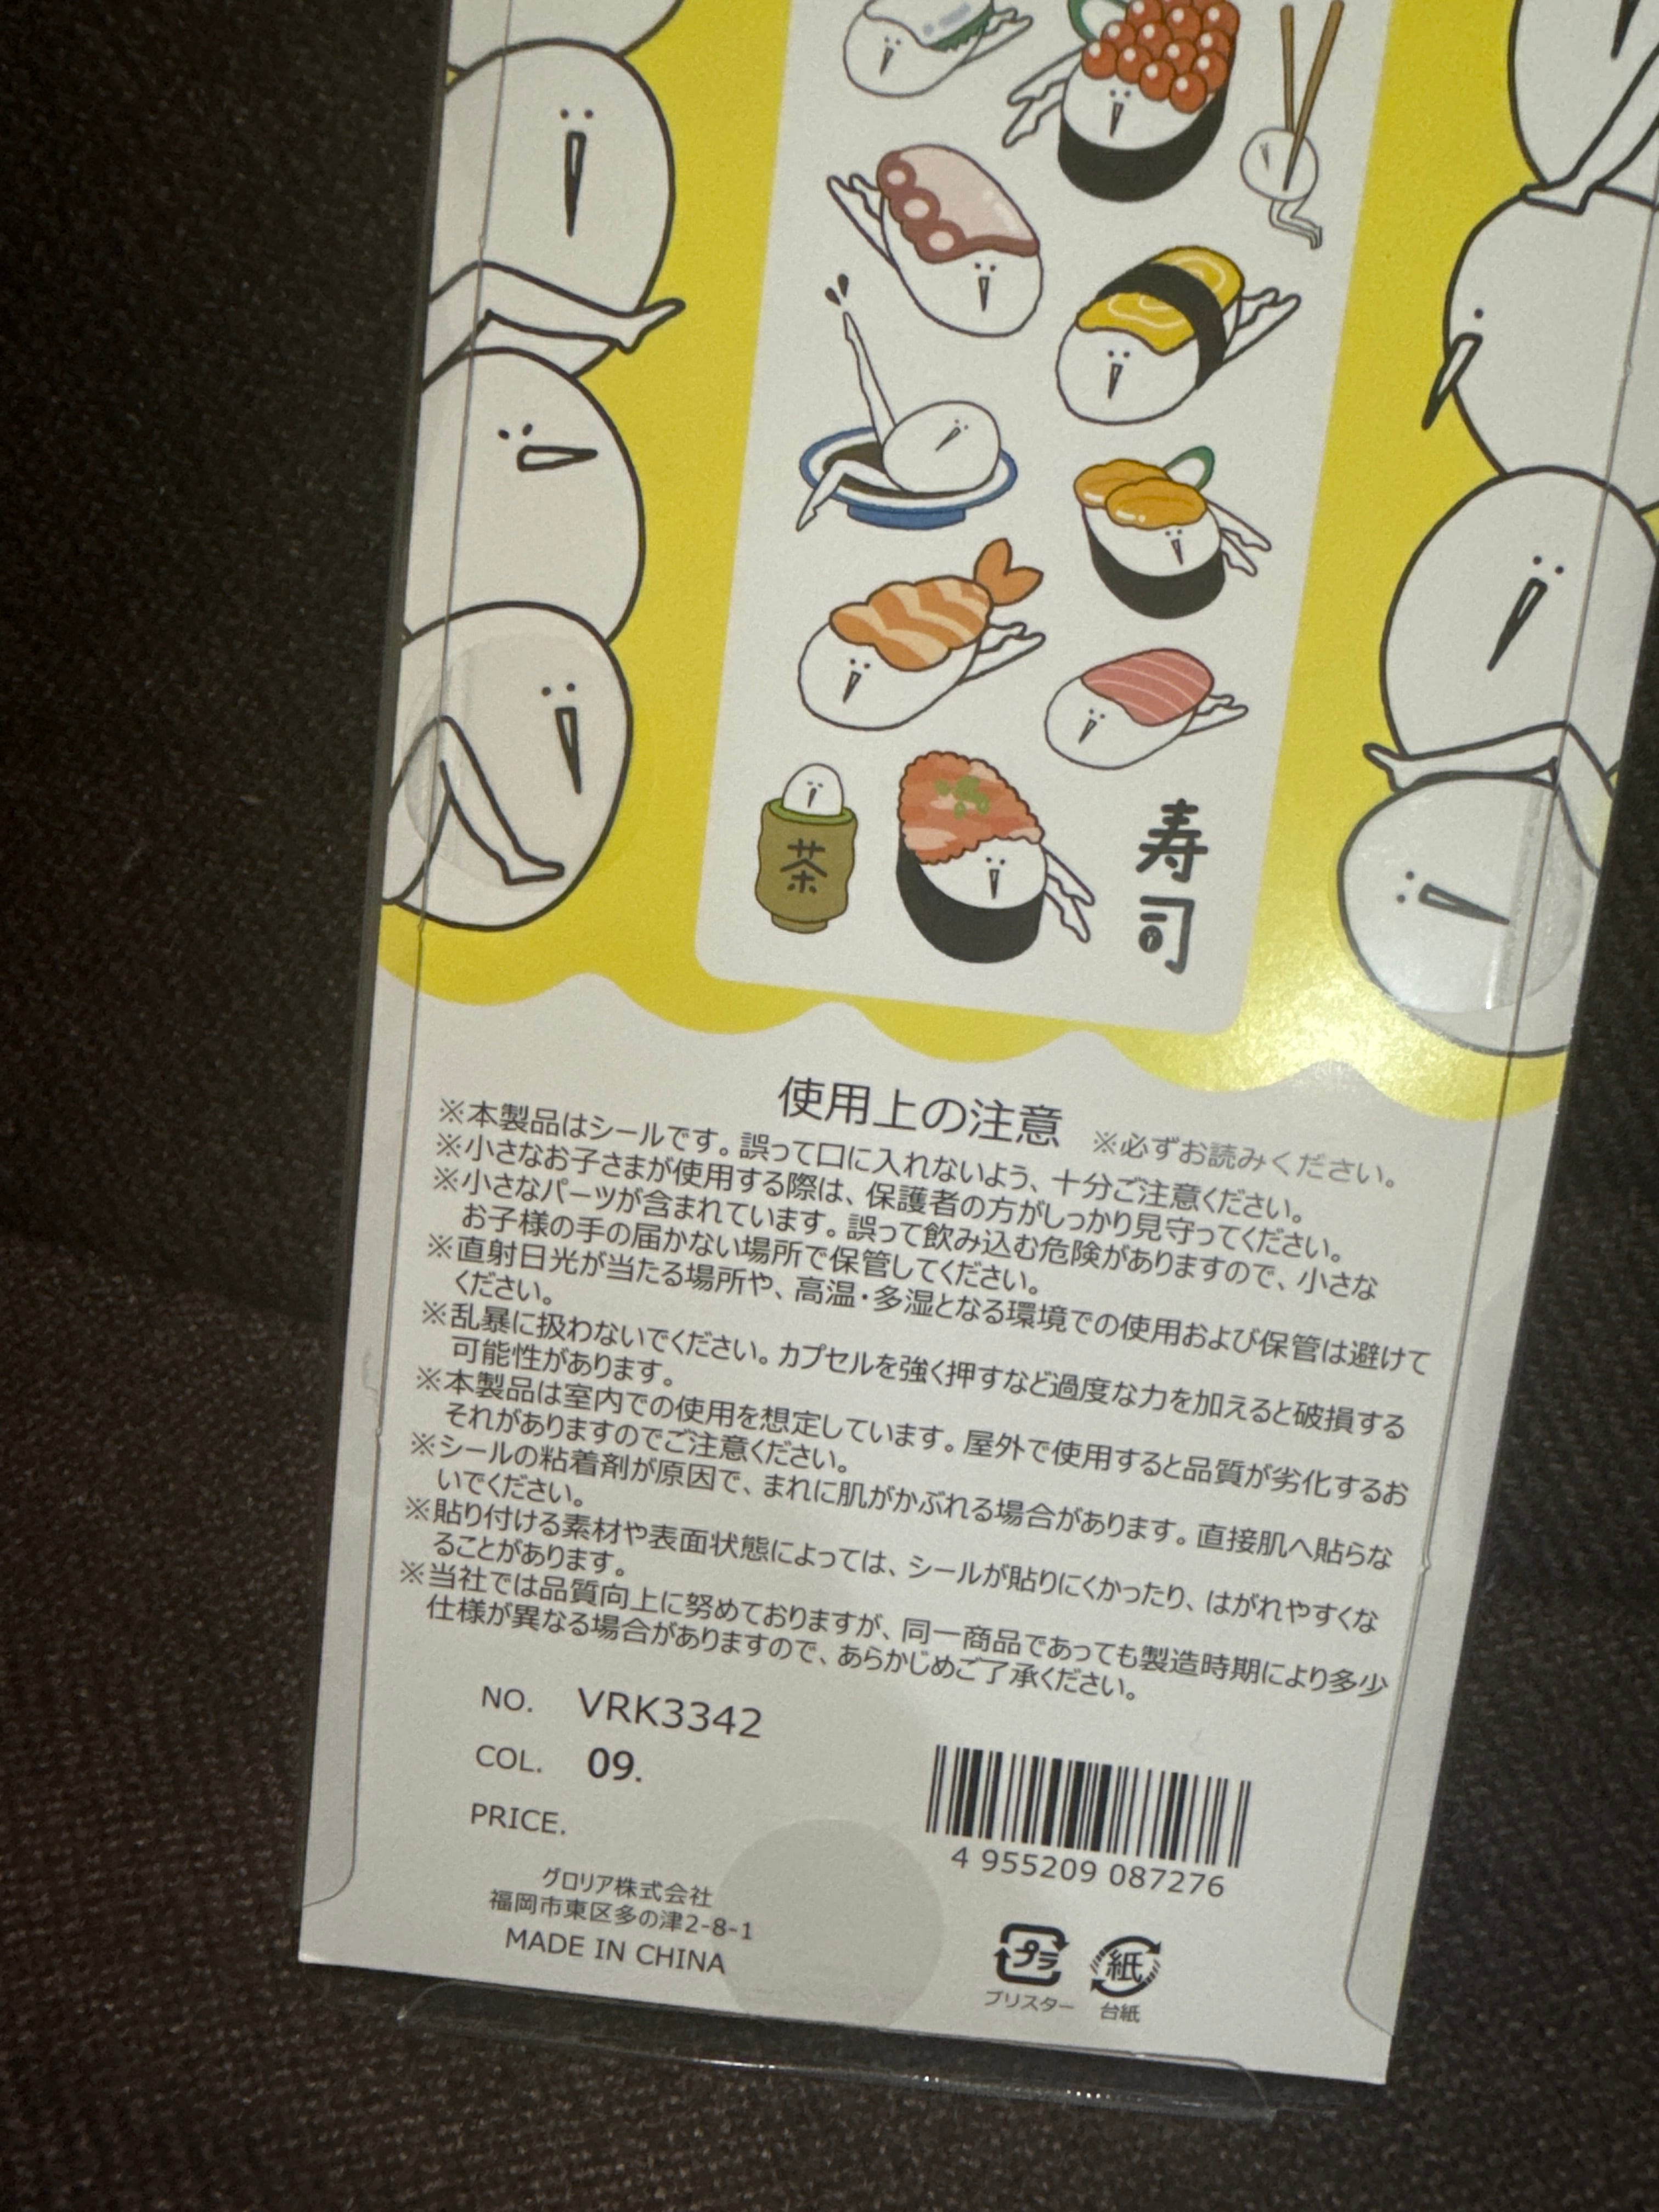 茶
寿司
使用上の注意 ※必ずお読みください。
※本製品はシールです。誤って口に入れないよう、十分ご注意ください。
※小さなお子さまが使用する際は、保護者の方がしっかり見守ってください。
※小さなパーツが含まれています。誤って飲み込む危険がありますので、小さな
お子様の手の届かない場所で保管してください。
※直射日光が当たる場所や、高温・多湿となる環境での使用および保管は避けて
ください。
※乱暴に扱わないでください。カプセルを強く押すなど過度な力を加えると破損する
可能性があります。
※本製品は室内での使用を想定しています。屋外で使用すると品質が劣化するお
それがありますのでご注意ください。
※シールの粘着剤が原因で、まれに肌がかぶれる場合があります。直接肌へ貼らな
いでください。
※貼り付ける素材や表面状態によっては、シールが貼りにくかったり、はがれやすくな
ることがあります。
※当社では品質向上に努めておりますが、同一商品であっても製造時期により多少
仕様が異なる場合がありますので、あらかじめご了承ください。
NO. VRK3342
COL. 09.
PRICE.
4 955209 087276
グロリア株式会社
福岡市東区多の津2-8-1
MADE IN CHINA
プラ 紙
ブリスター 台紙